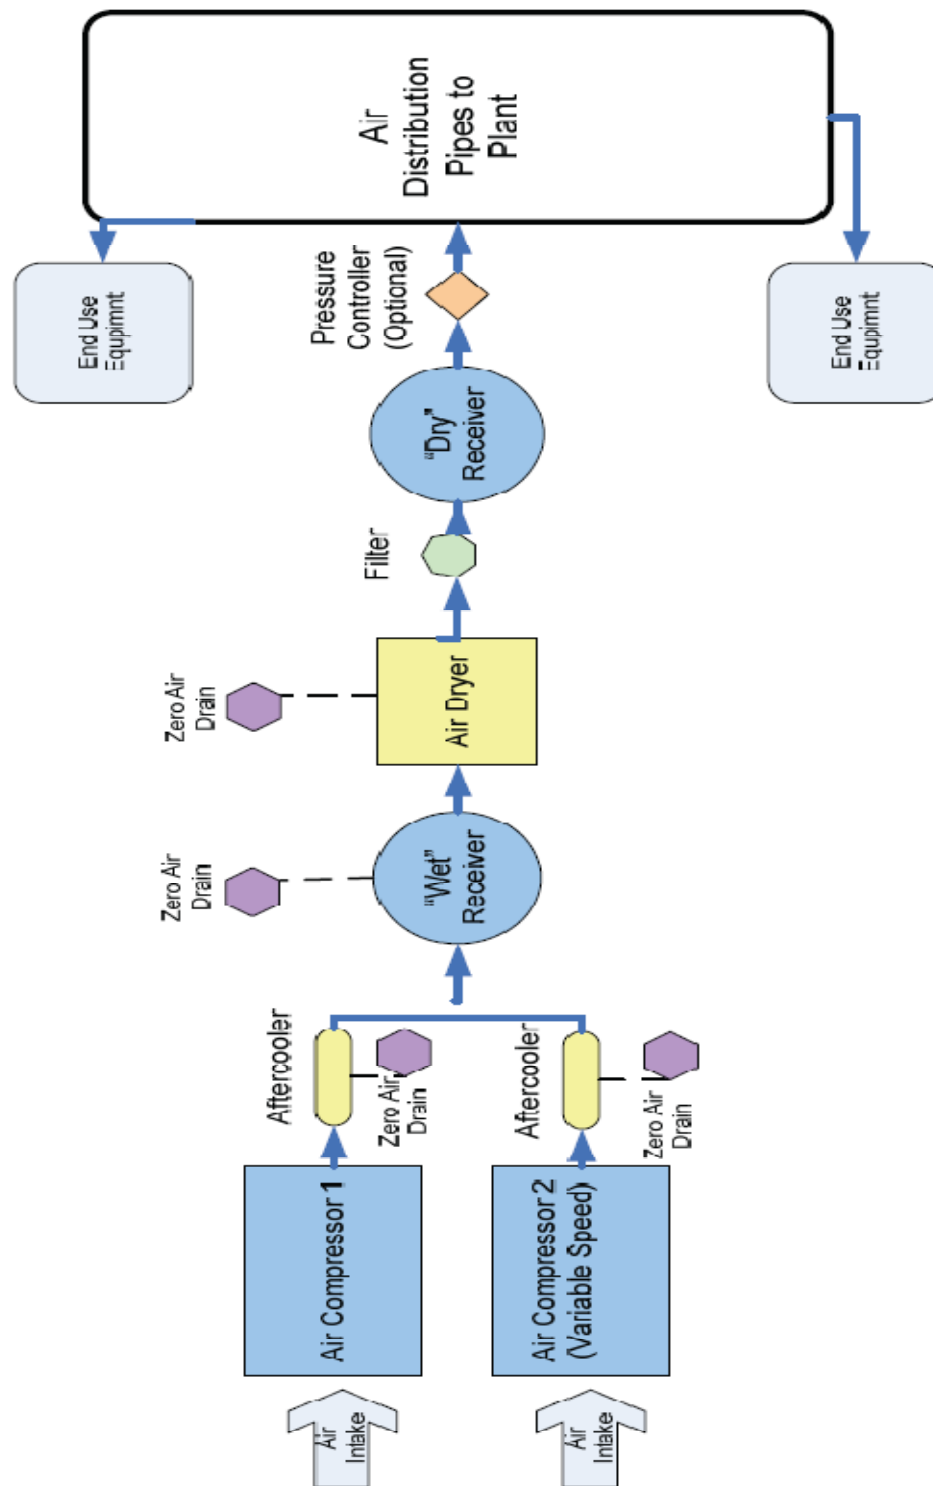 Air
Intake
Air
Intake
Air Compressor 1
Air Compressor 2
(Variable Speed)
Aftercooler
Zero Air
Drain
Aftercooler
Zero Air
Drain
Zero Air
Drain
"Wet"
Receiver
Zero Air
Drain
Air Dryer
Filter
"Dry"
Receiver
Pressure
Controller
(Optional)
End Use
Equpimnt
End Use
Equpimnt
Air
Distribution
Pipes to
Plant